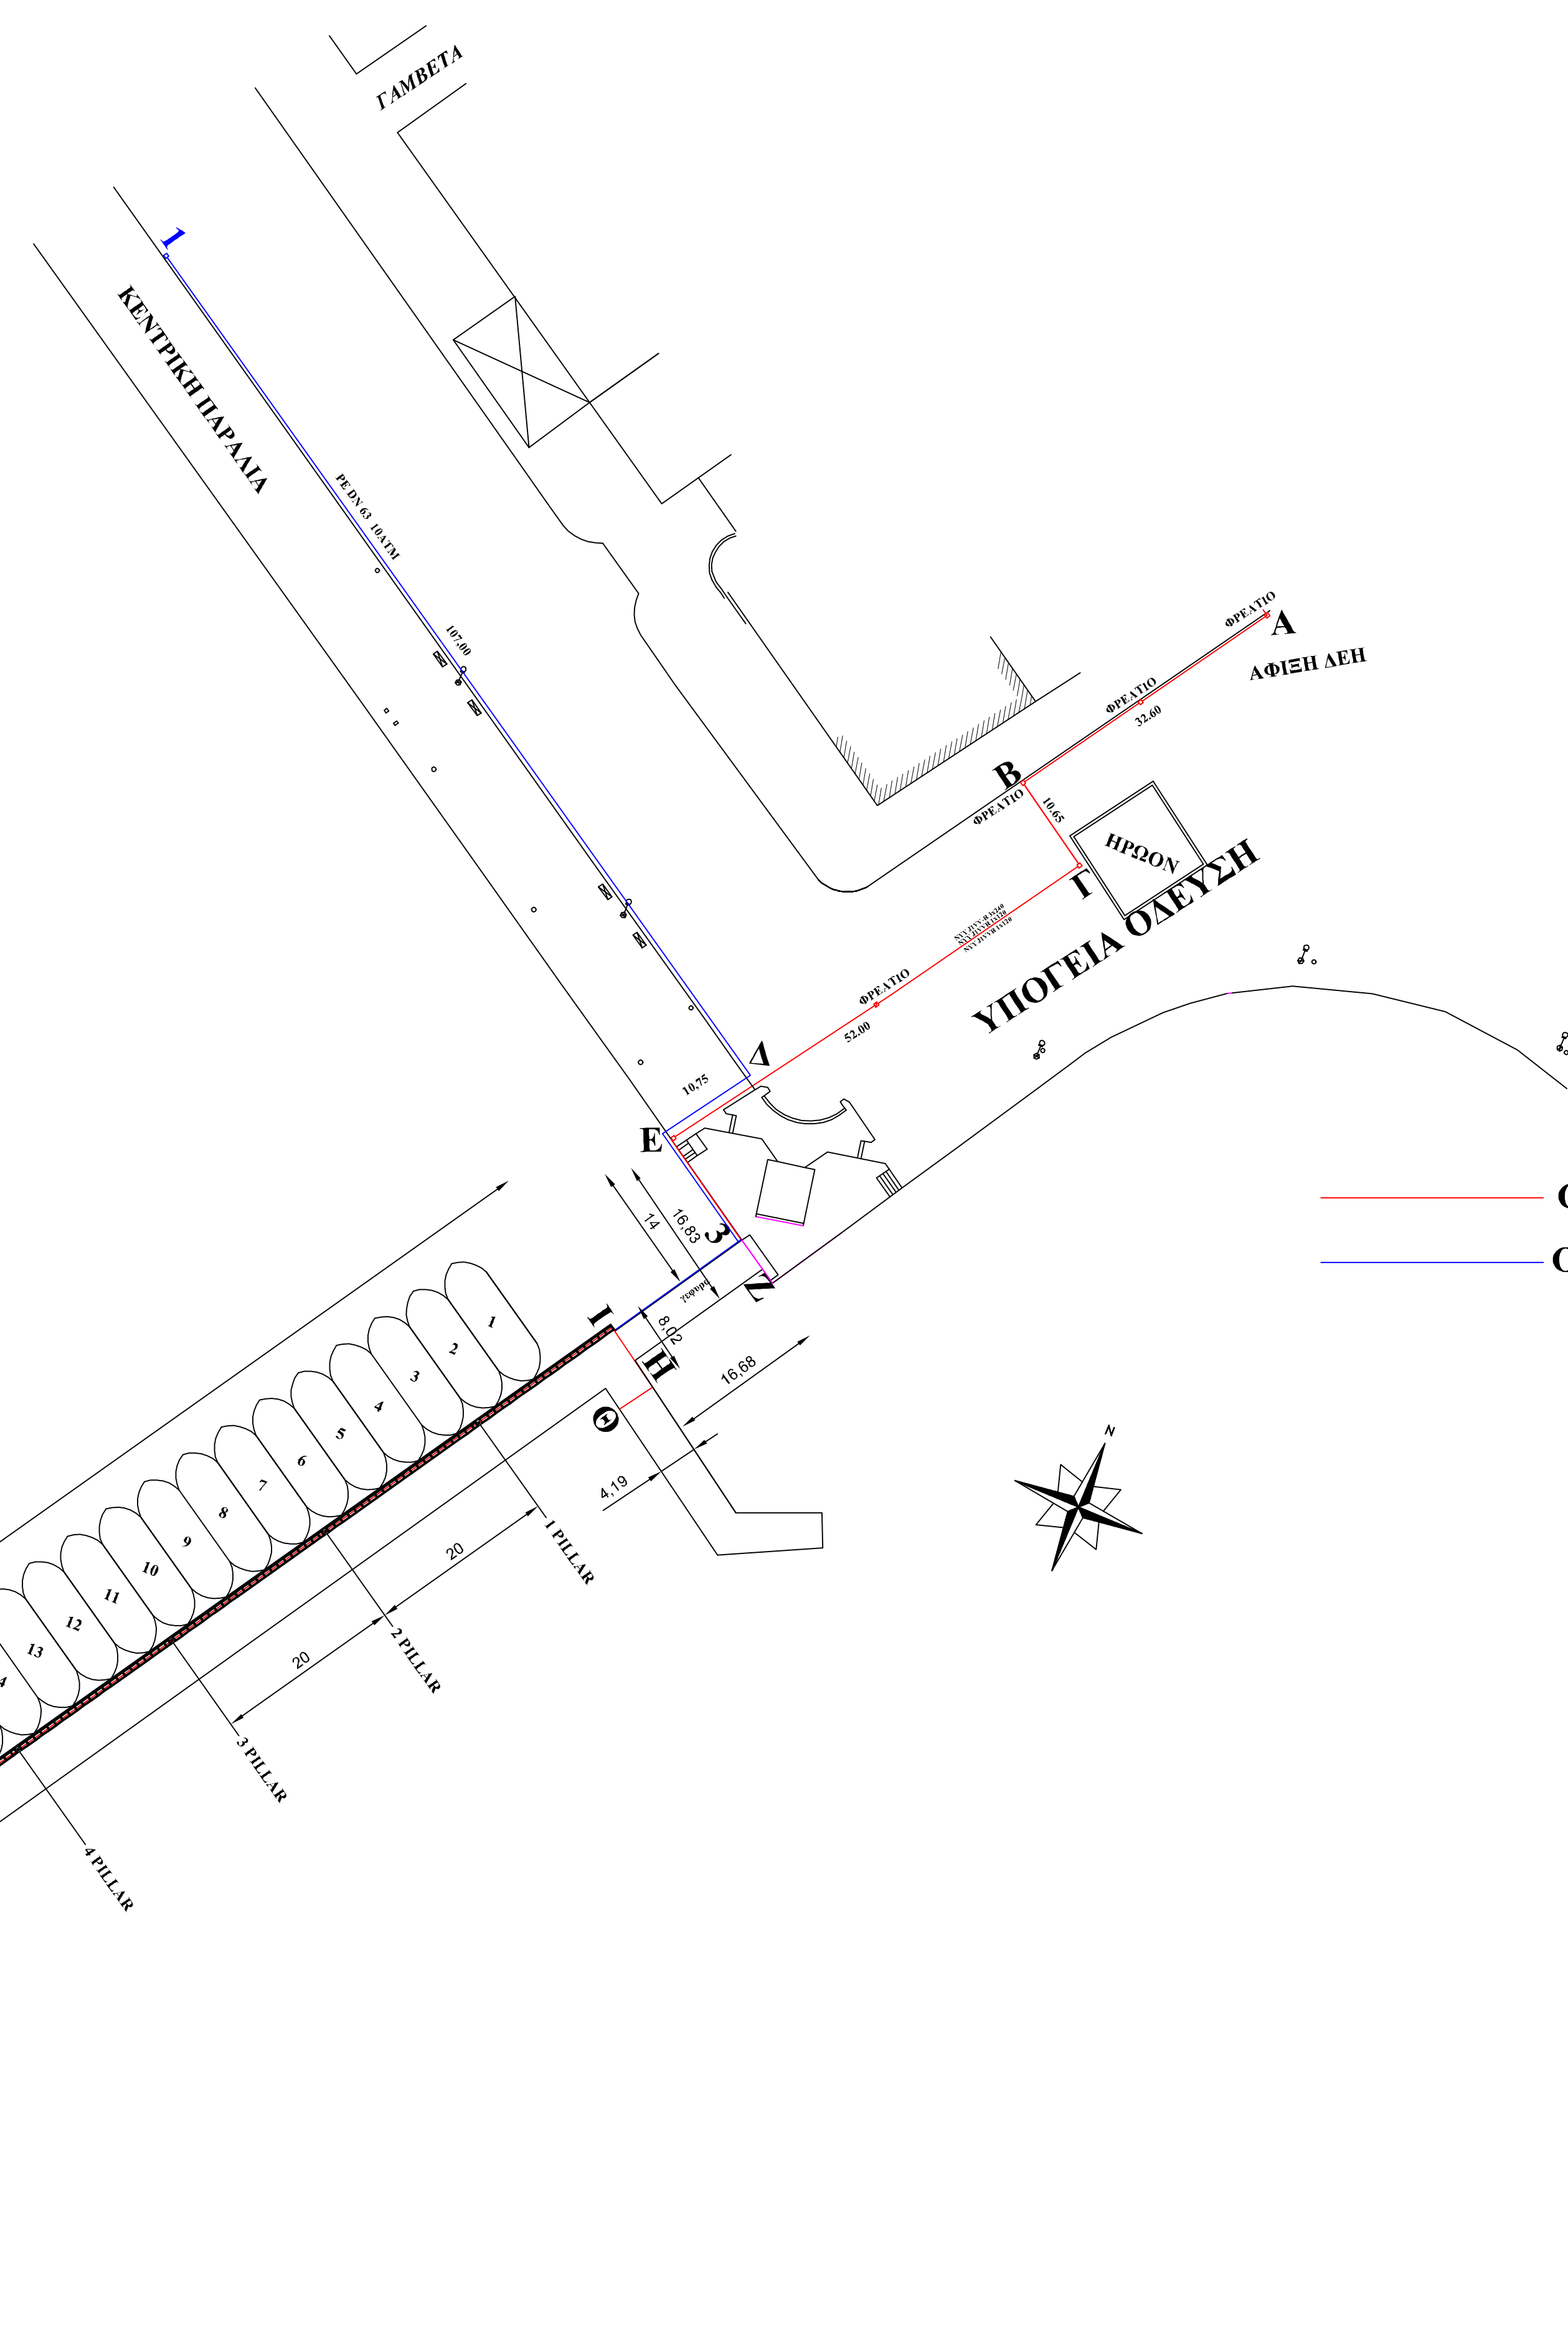 ΓΑΜΒΕΤΑ
1
ΚΕΝΤΡΙΚΗ ΠΑΡΑΛΙΑ
PE DN 63 10ATM
107,00
ΦΡΕΑΤΙΟ
Α
ΑΦΙΞΗ ΔΕΗ
ΦΡΕΑΤΙΟ
32.60
Β
ΦΡΕΑΤΙΟ
10.65
ΗΡΩΟΝ
Γ
ΥΠΟΓΕΙΑ ΟΔΕΥΣΗ
ΦΡΕΑΤΙΟ
52.00
Δ
10,75
Ε
14
16,83
3
Ζ
γεφυρα
Ι
8,02
Η
16,68
Θ
4,19
N
1
2
3
4
5
6
7
8
9
10
11
12
13
4
20
20
1 PILLAR
2 PILLAR
3 PILLAR
4 PILLAR